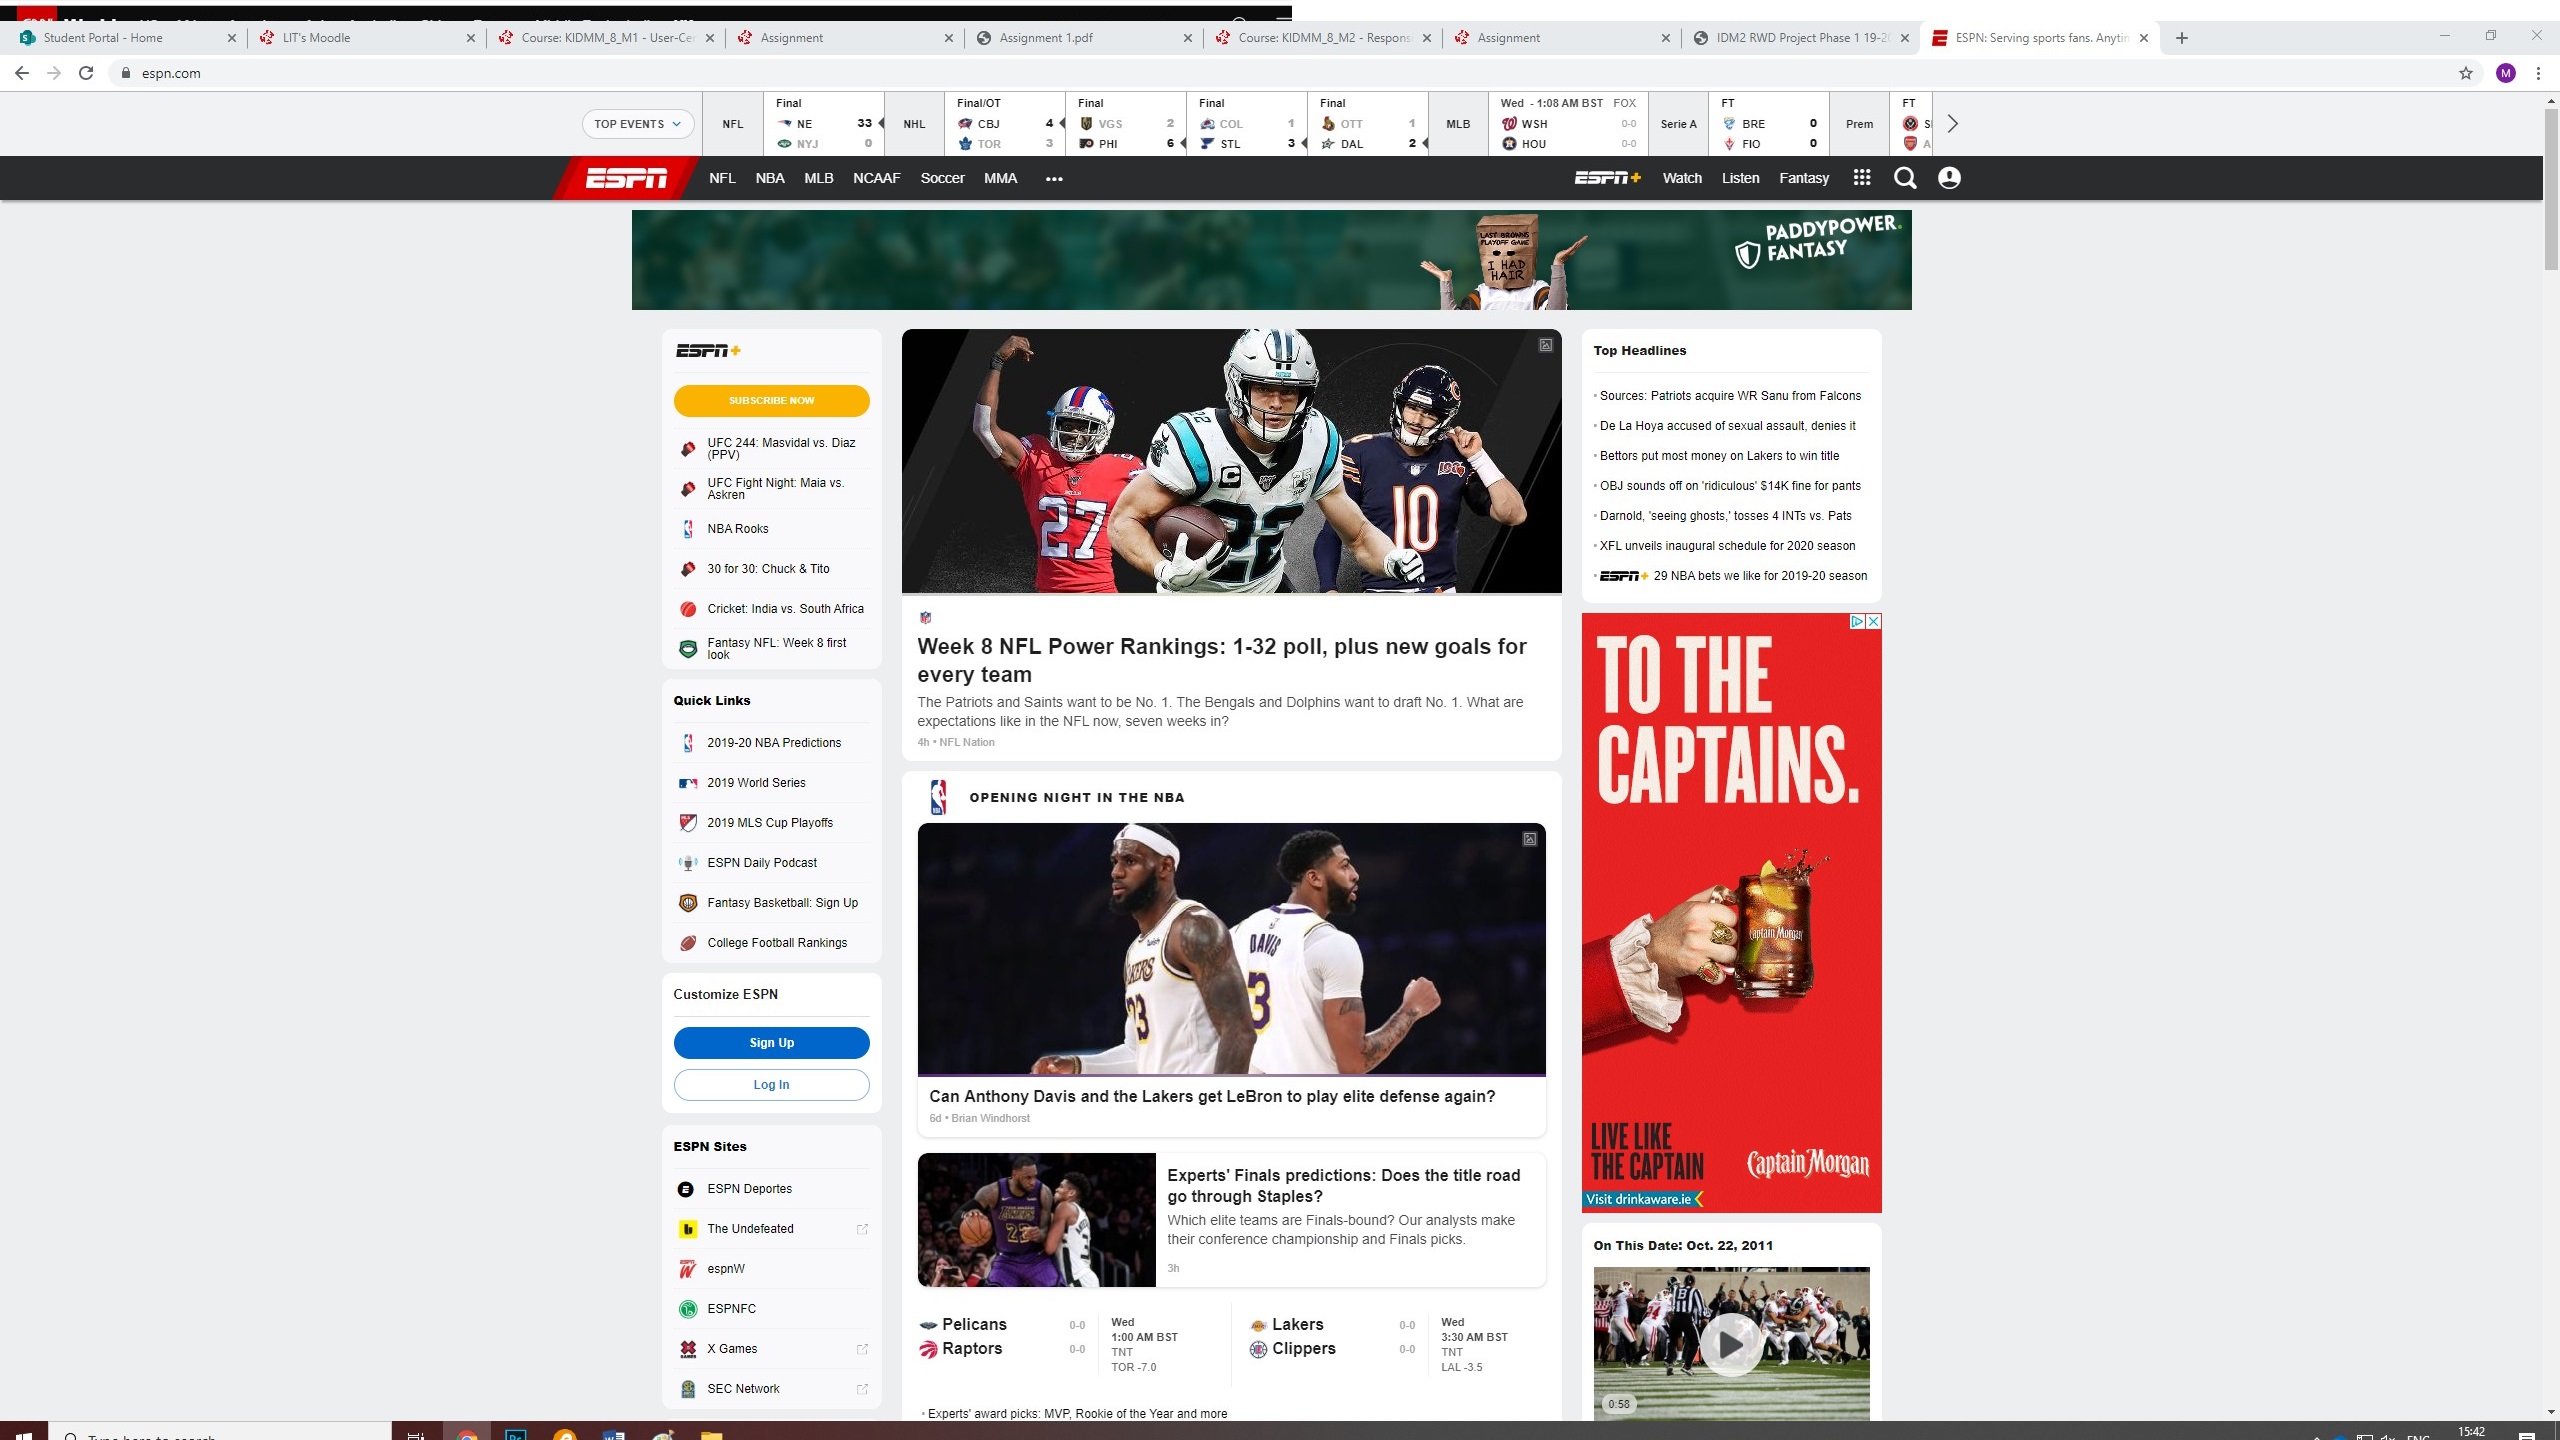 Student Portal - Home
LIT's Moodle
Course: KIDMM_8_M1 - User-Cer
Assignment
Assignment 1.pdf
Course: KIDMM_8_M2 - Respons
Assignment
IDM2 RWD Project Phase 1 19-2
ESPN: Serving sports fans. Anytin
espn.com
M
TOP EVENTS
NFL
Final
NE 33
NYJ 0
NHL
Final/OT
CBJ 4
TOR 3
Final
VGS 2
PHI 6
Final
COL 1
STL 3
Final
OTT 1
DAL 2
MLB
Wed - 1:08 AM BST FOX
WSH 0-0
HOU 0-0
Serie A
FT
BRE 0
FIO 0
Prem
FT
S
A
ESPN NFL NBA MLB NCAAF Soccer MMA ••• ESPN+ Watch Listen Fantasy
LAST BROWNS
PLAYOFF GAME
I HAD
HAIR
PADDYPOWER.
FANTASY
ESPN+
SUBSCRIBE NOW
UFC 244: Masvidal vs. Diaz
(PPV)
UFC Fight Night: Maia vs.
Askren
NBA Rooks
30 for 30: Chuck & Tito
Cricket: India vs. South Africa
Fantasy NFL: Week 8 first
look
Quick Links
2019-20 NBA Predictions
2019 World Series
2019 MLS Cup Playoffs
ESPN Daily Podcast
Fantasy Basketball: Sign Up
College Football Rankings
Customize ESPN
Sign Up
Log In
ESPN Sites
ESPN Deportes
The Undefeated
espnW
ESPNFC
X Games
SEC Network
27
22
C
22
10
Week 8 NFL Power Rankings: 1-32 poll, plus new goals for
every team
The Patriots and Saints want to be No. 1. The Bengals and Dolphins want to draft No. 1. What are
expectations like in the NFL now, seven weeks in?
4h • NFL Nation
OPENING NIGHT IN THE NBA
DAVIS
3
Can Anthony Davis and the Lakers get LeBron to play elite defense again?
6d • Brian Windhorst
Experts' Finals predictions: Does the title road
go through Staples?
Which elite teams are Finals-bound? Our analysts make
their conference championship and Finals picks.
3h
Pelicans 0-0
Raptors 0-0
Wed
1:00 AM BST
TNT
TOR -7.0
Lakers 0-0
Clippers 0-0
Wed
3:30 AM BST
TNT
LAL -3.5
• Experts' award picks: MVP, Rookie of the Year and more
Top Headlines
• Sources: Patriots acquire WR Sanu from Falcons
• De La Hoya accused of sexual assault, denies it
• Bettors put most money on Lakers to win title
• OBJ sounds off on 'ridiculous' $14K fine for pants
• Darnold, 'seeing ghosts,' tosses 4 INTs vs. Pats
• XFL unveils inaugural schedule for 2020 season
• ESPN+ 29 NBA bets we like for 2019-20 season
TO THE
CAPTAINS.
Captain Morgan
LIVE LIKE
THE CAPTAIN
Captain Morgan
Visit drinkaware.ie
On This Date: Oct. 22, 2011
0:58
Type here to search
ENG
15:42